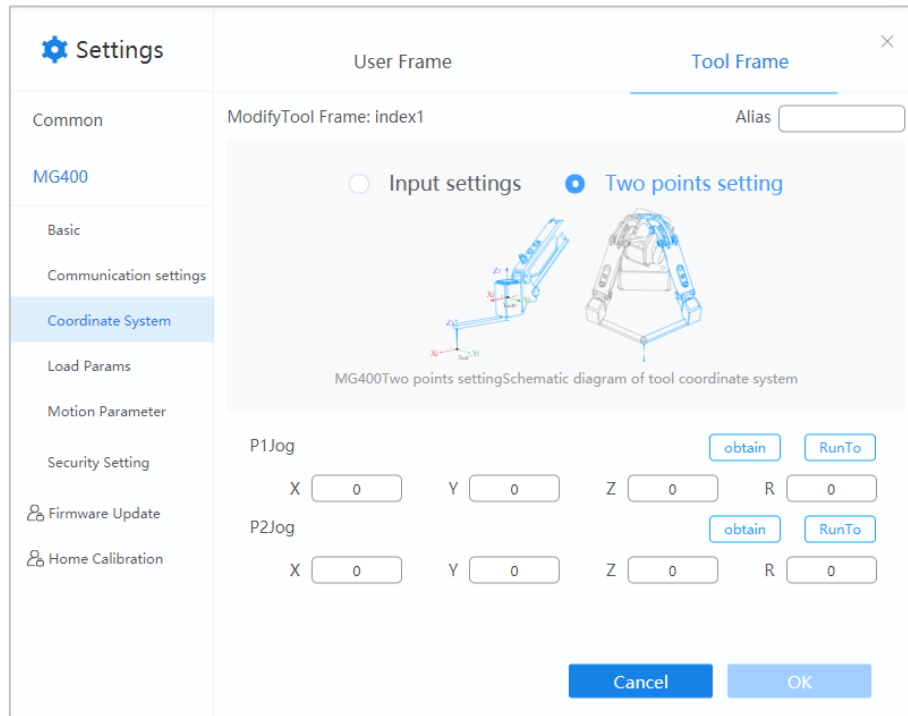 Settings
User Frame
Tool Frame
Common
MG400
Basic
Communication settings
Coordinate System
Load Params
Motion Parameter
Security Setting
Firmware Update
Home Calibration
ModifyTool Frame: index1
Alias
Input settings
Two points setting
MG400Two points settingSchematic diagram of tool coordinate system
P1Jog
obtain
RunTo
X 0 Y 0 Z 0 R 0
P2Jog
obtain
RunTo
X 0 Y 0 Z 0 R 0
Cancel
OK